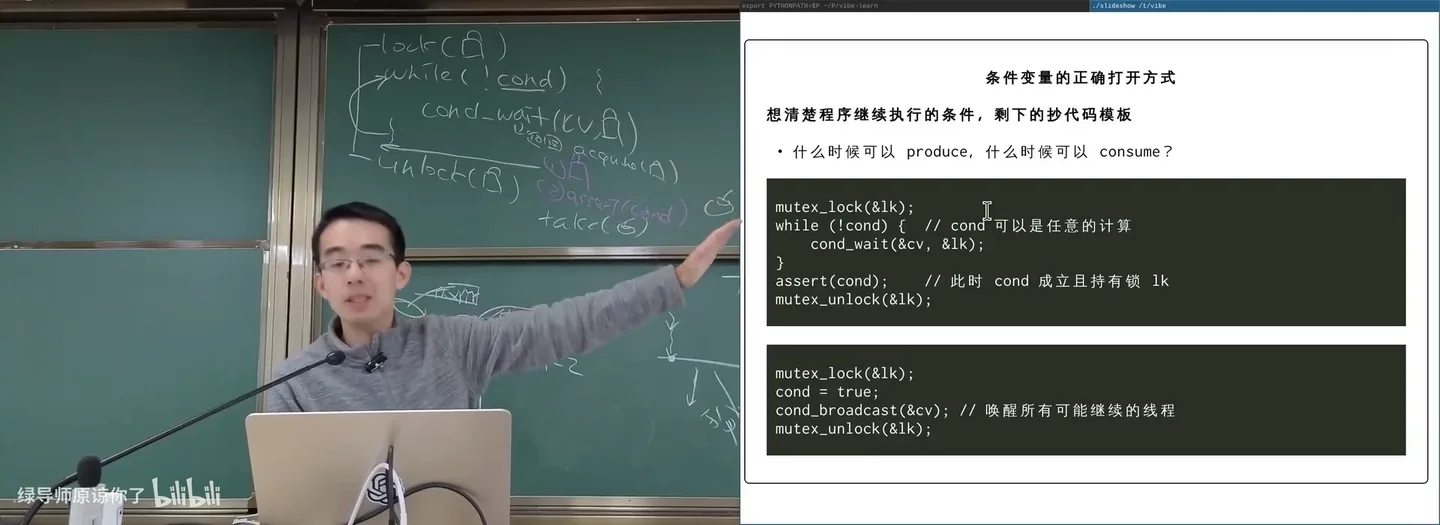 lock( )
while( !cond ) {
cond-wait(cv, )
acquire( )
}
(1)
unlock( )
(2) assert(cond)
take( )
绿导师原谅你了 bilibili
export PYTHONPATH=$P ~/P/vibe-learn
./slideshow /t/vibe
条件变量的正确打开方式
想清楚程序继续执行的条件，剩下的抄代码模板
• 什么时候可以 produce, 什么时候可以 consume？
mutex_lock(&lk);
while (!cond) {  // cond 可以是任意的计算
    cond_wait(&cv, &lk);
}
assert(cond);    // 此时 cond 成立且持有锁 lk
mutex_unlock(&lk);
mutex_lock(&lk);
cond = true;
cond_broadcast(&cv); // 唤醒所有可能继续的线程
mutex_unlock(&lk);